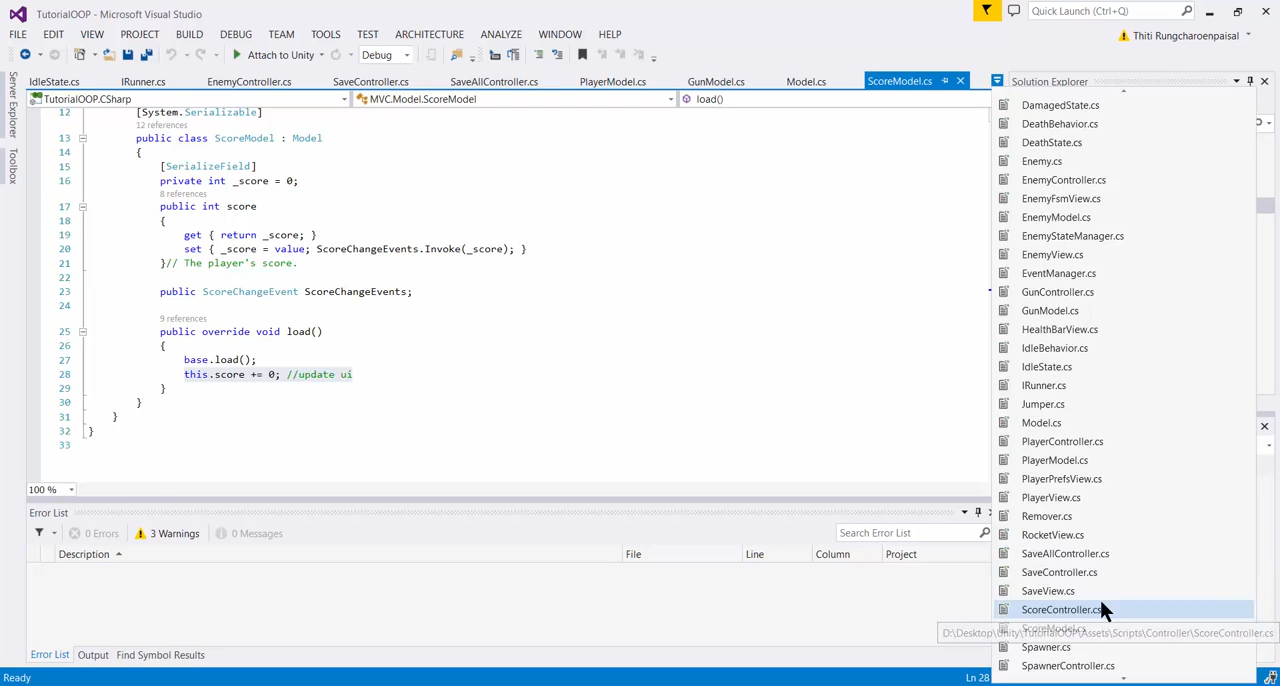 TutorialOOP - Microsoft Visual Studio
Quick Launch (Ctrl+Q)
FILE EDIT VIEW PROJECT BUILD DEBUG TEAM TOOLS TEST ARCHITECTURE ANALYZE WINDOW HELP
Thiti Rungcharoenpaisal
Attach to Unity Debug
Server Explorer
Toolbox
IdleState.cs IRunner.cs EnemyController.cs SaveController.cs SaveAllController.cs PlayerModel.cs GunModel.cs Model.cs ScoreModel.cs
TutorialOOP.CSharp MVC.Model.ScoreModel load()
12 [System.Serializable]
12 references
13 public class ScoreModel : Model
14 {
15 [SerializeField]
16 private int _score = 0;
8 references
17 public int score
18 {
19 get { return _score; }
20 set { _score = value; ScoreChangeEvents.Invoke(_score); }
21 }// The player's score.
22
23 public ScoreChangeEvent ScoreChangeEvents;
24
9 references
25 public override void load()
26 {
27 base.load();
28 this.score += 0; //update ui
29 }
30 }
31 }
32 }
33
100 %
Error List
0 Errors 3 Warnings 0 Messages
Search Error List
Description File Line Column Project
Error List Output Find Symbol Results
Ready
Ln 28
Solution Explorer
DamagedState.cs
DeathBehavior.cs
DeathState.cs
Enemy.cs
EnemyController.cs
EnemyFsmView.cs
EnemyModel.cs
EnemyStateManager.cs
EnemyView.cs
EventManager.cs
GunController.cs
GunModel.cs
HealthBarView.cs
IdleBehavior.cs
IdleState.cs
IRunner.cs
Jumper.cs
Model.cs
PlayerController.cs
PlayerModel.cs
PlayerPrefsView.cs
PlayerView.cs
Remover.cs
RocketView.cs
SaveAllController.cs
SaveController.cs
SaveView.cs
ScoreController.cs
ScoreModel.cs
D:\Desktop\Unity\TutorialOOP\Assets\Scripts\Controller\ScoreController.cs
Spawner.cs
SpawnerController.cs